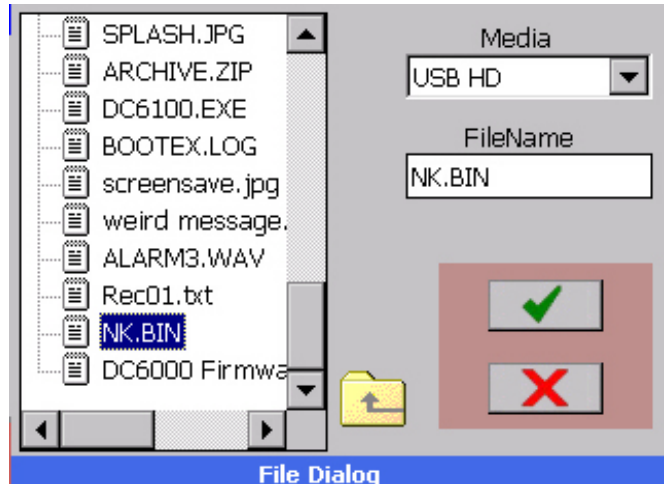 SPLASH.JPG
ARCHIVE.ZIP
DC6100.EXE
BOOTEX.LOG
screensave.jpg
weird message.
ALARM3.WAV
Rec01.txt
NK.BIN
DC6000 Firmwa
Media
USB HD
FileName
NK.BIN
File Dialog